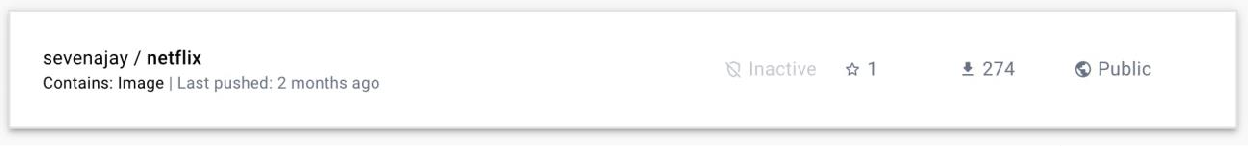 sevenajay / netflix
Contains: Image | Last pushed: 2 months ago
Inactive 1 274 Public